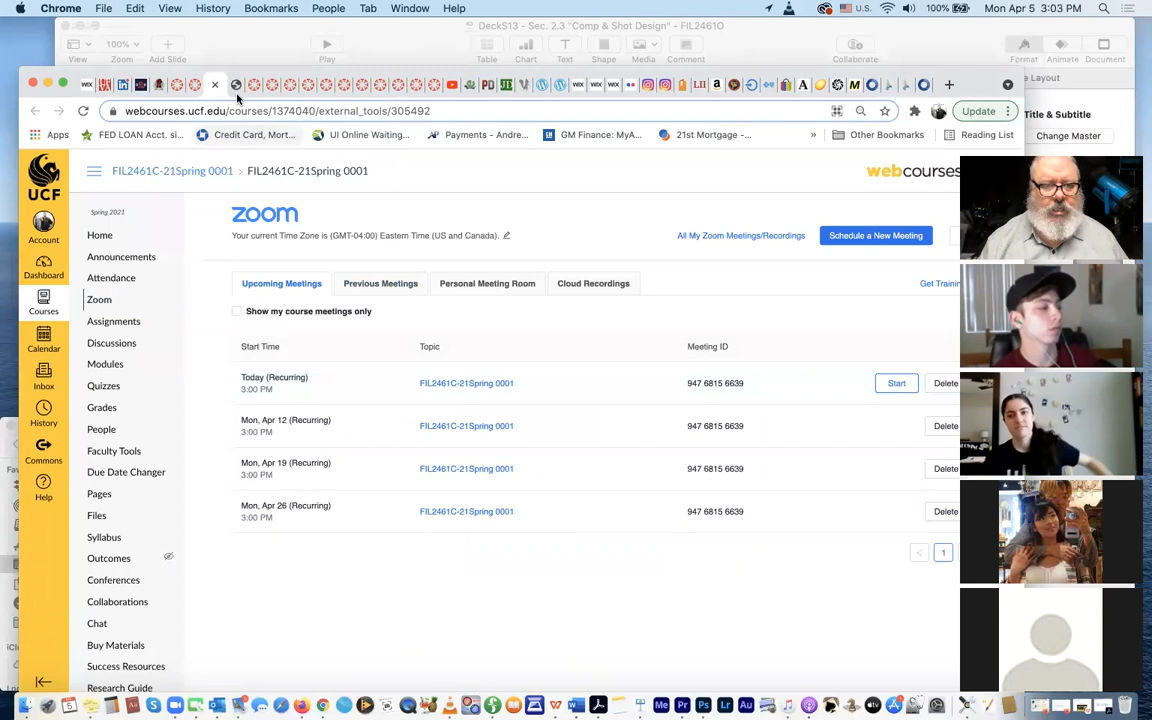 Chrome File Edit View History Bookmarks People Tab Window Help
U.S. 100% Mon Apr 5 3:03 PM
DeckS13 - Sec. 2.3 "Comp & Shot Design" - FIL2461O
100%
View Zoom Add Slide Play Table Chart Text Shape Media Comment Collaborate Format Animate Document
Layout
webcourses.ucf.edu/courses/1374040/external_tools/305492
Update
Title & Subtitle
Apps FED LOAN Acct. si... Credit Card, Mort... UI Online Waiting... Payments - Andre... GM Finance: MyA... 21st Mortgage -... » Other Bookmarks Reading List
Change Master
UCF
FIL2461C-21Spring 0001 › FIL2461C-21Spring 0001
webcourses
Spring 2021
zoom
Your current Time Zone is (GMT-04:00) Eastern Time (US and Canada).
All My Zoom Meetings/Recordings
Schedule a New Meeting
Account
Dashboard
Courses
Calendar
Inbox
History
Commons
Help
Home
Announcements
Attendance
Zoom
Assignments
Discussions
Modules
Quizzes
Grades
People
Faculty Tools
Due Date Changer
Pages
Files
Syllabus
Outcomes
Conferences
Collaborations
Chat
Buy Materials
Success Resources
Research Guide
Upcoming Meetings Previous Meetings Personal Meeting Room Cloud Recordings
Show my course meetings only
Start Time Topic Meeting ID
Today (Recurring)
3:00 PM
FIL2461C-21Spring 0001 947 6815 6639 Start Delete
Mon, Apr 12 (Recurring)
3:00 PM
FIL2461C-21Spring 0001 947 6815 6639 Delete
Mon, Apr 19 (Recurring)
3:00 PM
FIL2461C-21Spring 0001 947 6815 6639 Delete
Mon, Apr 26 (Recurring)
3:00 PM
FIL2461C-21Spring 0001 947 6815 6639 Delete
< 1